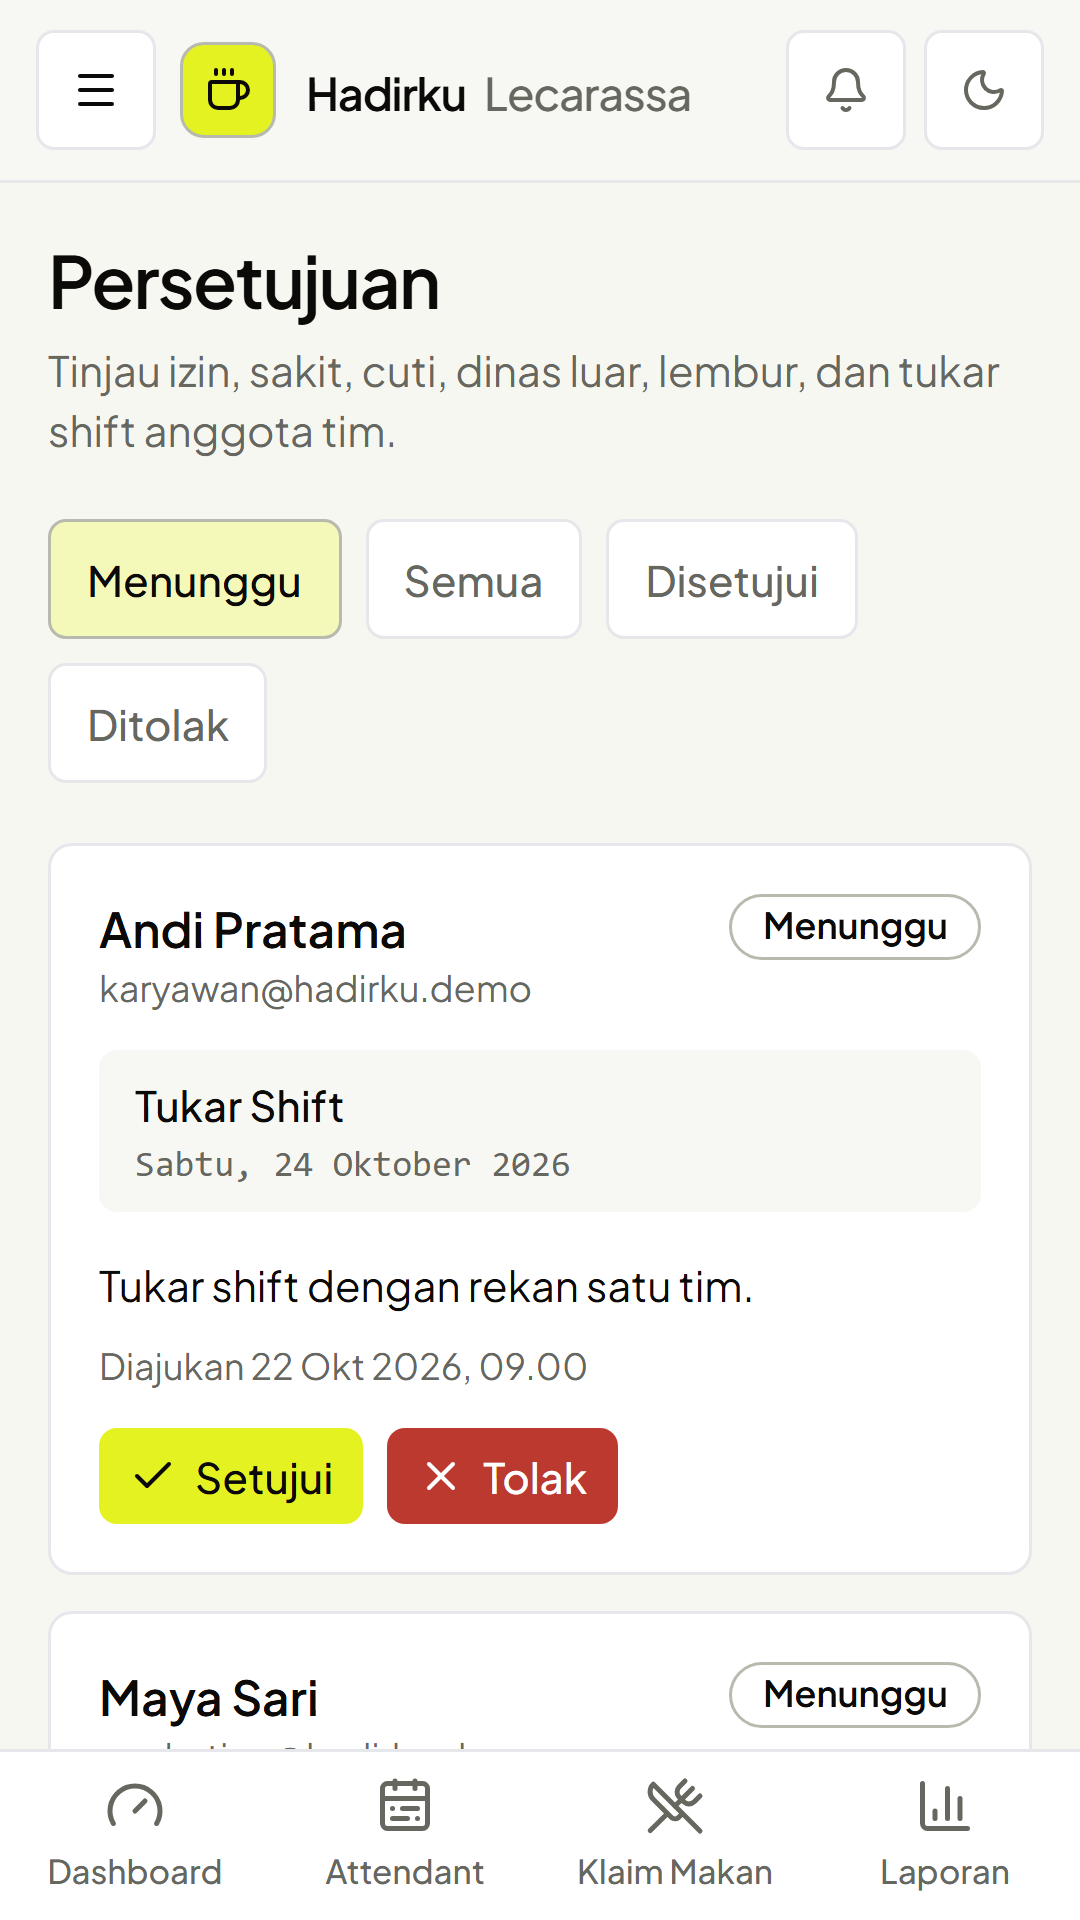 Hadirku Lecarassa
Persetujuan
Tinjau izin, sakit, cuti, dinas luar, lembur, dan tukar
shift anggota tim.
Menunggu
Semua
Disetujui
Ditolak
Andi Pratama
Menunggu
karyawan@hadirku.demo
Tukar Shift
Sabtu, 24 Oktober 2026
Tukar shift dengan rekan satu tim.
Diajukan 22 Okt 2026, 09.00
Setujui
Tolak
Maya Sari
Menunggu
Dashboard
Attendant
Klaim Makan
Laporan